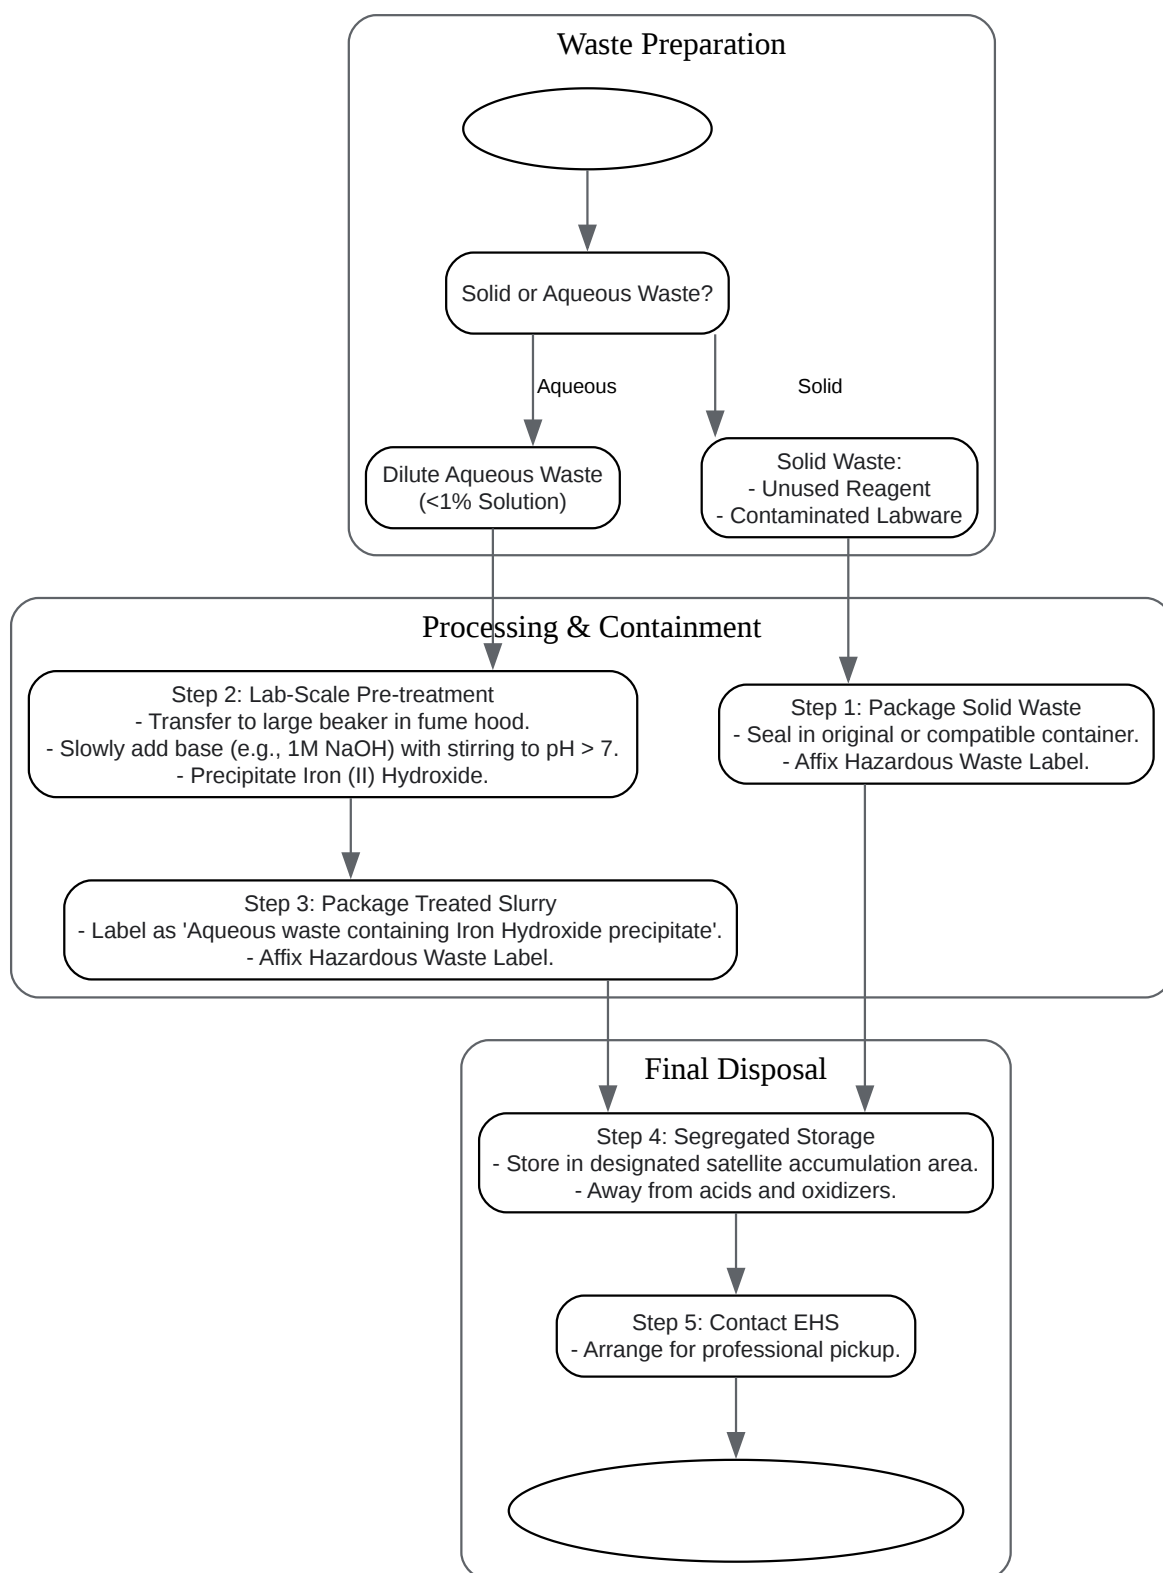 Waste Preparation
Solid or Aqueous Waste?
Aqueous
Solid
Dilute Aqueous Waste
(<1% Solution)
Solid Waste:
- Unused Reagent
- Contaminated Labware
Processing & Containment
Step 2: Lab-Scale Pre-treatment
- Transfer to large beaker in fume hood.
- Slowly add base (e.g., 1M NaOH) with stirring to pH > 7.
- Precipitate Iron (II) Hydroxide.
Step 1: Package Solid Waste
- Seal in original or compatible container.
- Affix Hazardous Waste Label.
Step 3: Package Treated Slurry
- Label as 'Aqueous waste containing Iron Hydroxide precipitate'.
- Affix Hazardous Waste Label.
Final Disposal
Step 4: Segregated Storage
- Store in designated satellite accumulation area.
- Away from acids and oxidizers.
Step 5: Contact EHS
- Arrange for professional pickup.